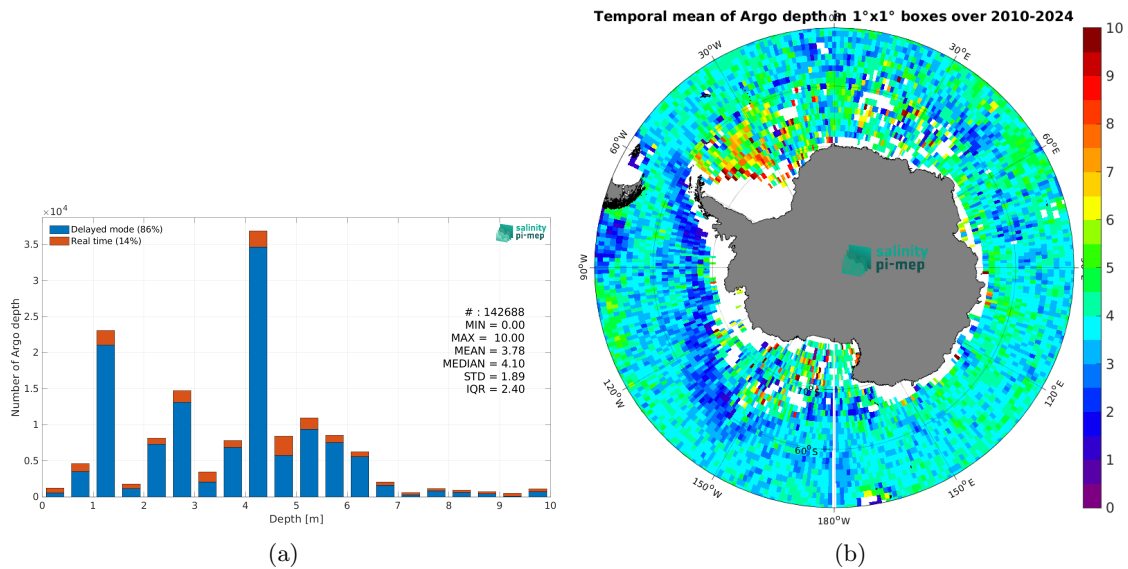 Temporal mean of Argo depth in 1°x1° boxes over 2010-2024
×10⁴
Delayed mode (86%)
Real time (14%)
salinity
pi-mep
# : 142688
MIN = 0.00
MAX = 10.00
MEAN = 3.78
MEDIAN = 4.10
STD = 1.89
IQR = 2.40
Number of Argo depth
3.5
3
2.5
2
1.5
1
0.5
0
0 1 2 3 4 5 6 7 8 9 10
Depth [m]
(a)
30°W
30°E
60°W
60°E
90°W
120°W
120°E
150°W
150°E
180°W
60°S
salinity
pi-mep
10
9
8
7
6
5
4
3
2
1
0
(b)